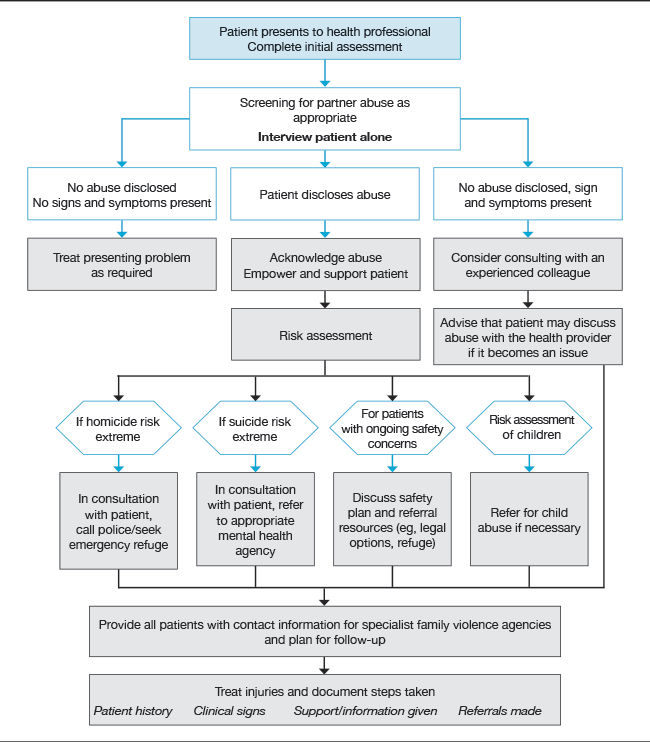 Patient presents to health professional
Complete initial assessment
Screening for partner abuse as
appropriate
Interview patient alone
No abuse disclosed
No signs and symptoms present
Patient discloses abuse
No abuse disclosed, sign
and symptoms present
Treat presenting problem
as required
Acknowledge abuse
Empower and support patient
Consider consulting with an
experienced colleague
Risk assessment
Advise that patient may discuss
abuse with the health provider
if it becomes an issue
If homicide risk
extreme
If suicide risk
extreme
For patients
with ongoing safety
concerns
Risk assessment
of children
In consultation
with patient,
call police/seek
emergency refuge
In consultation
with patient, refer
to appropriate
mental health
agency
Discuss safety
plan and referral
resources (eg, legal
options, refuge)
Refer for child
abuse if necessary
Provide all patients with contact information for specialist family violence agencies
and plan for follow-up
Treat injuries and document steps taken
Patient history Clinical signs Support/information given Referrals made